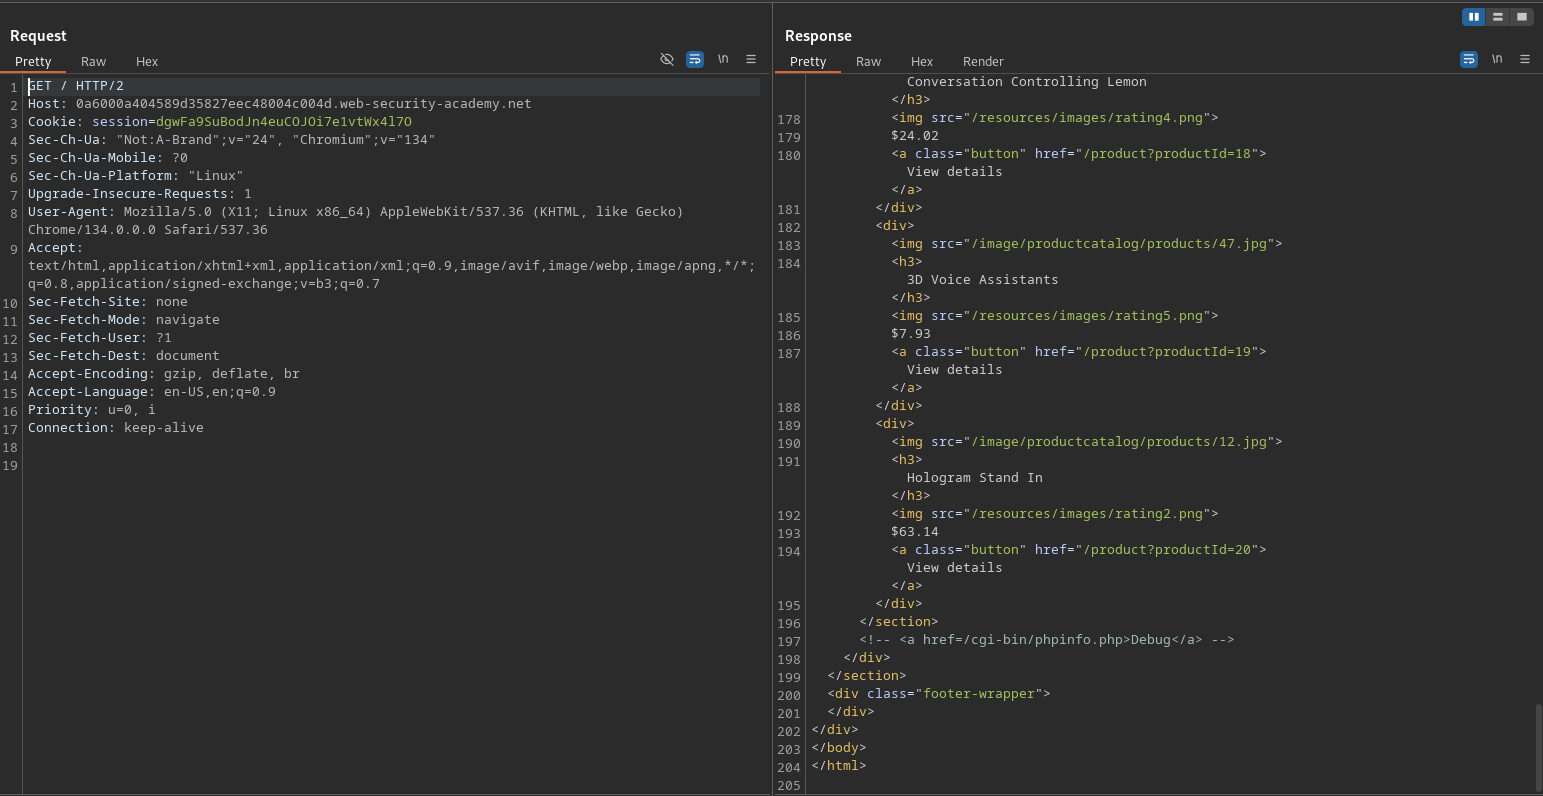 Request
Pretty Raw Hex \n
1 GET / HTTP/2
2 Host: 0a6000a404589d35827eec48004c004d.web-security-academy.net
3 Cookie: session=dgwFa9SuBodJn4euCOJOi7e1vtWx4l7O
4 Sec-Ch-Ua: "Not:A-Brand";v="24", "Chromium";v="134"
5 Sec-Ch-Ua-Mobile: ?0
6 Sec-Ch-Ua-Platform: "Linux"
7 Upgrade-Insecure-Requests: 1
8 User-Agent: Mozilla/5.0 (X11; Linux x86_64) AppleWebKit/537.36 (KHTML, like Gecko)
Chrome/134.0.0.0 Safari/537.36
9 Accept:
text/html,application/xhtml+xml,application/xml;q=0.9,image/avif,image/webp,image/apng,*/*;
q=0.8,application/signed-exchange;v=b3;q=0.7
10 Sec-Fetch-Site: none
11 Sec-Fetch-Mode: navigate
12 Sec-Fetch-User: ?1
13 Sec-Fetch-Dest: document
14 Accept-Encoding: gzip, deflate, br
15 Accept-Language: en-US,en;q=0.9
16 Priority: u=0, i
17 Connection: keep-alive
18
19
Response
Pretty Raw Hex Render \n
Conversation Controlling Lemon
</h3>
178 <img src="/resources/images/rating4.png">
179 $24.02
180 <a class="button" href="/product?productId=18">
View details
</a>
181 </div>
182 <div>
183 <img src="/image/productcatalog/products/47.jpg">
184 <h3>
3D Voice Assistants
</h3>
185 <img src="/resources/images/rating5.png">
186 $7.93
187 <a class="button" href="/product?productId=19">
View details
</a>
188 </div>
189 <div>
190 <img src="/image/productcatalog/products/12.jpg">
191 <h3>
Hologram Stand In
</h3>
192 <img src="/resources/images/rating2.png">
193 $63.14
194 <a class="button" href="/product?productId=20">
View details
</a>
195 </div>
196 </section>
197 <!-- <a href=/cgi-bin/phpinfo.php>Debug</a> -->
198 </div>
199 </section>
200 <div class="footer-wrapper">
201 </div>
202 </div>
203 </body>
204 </html>
205